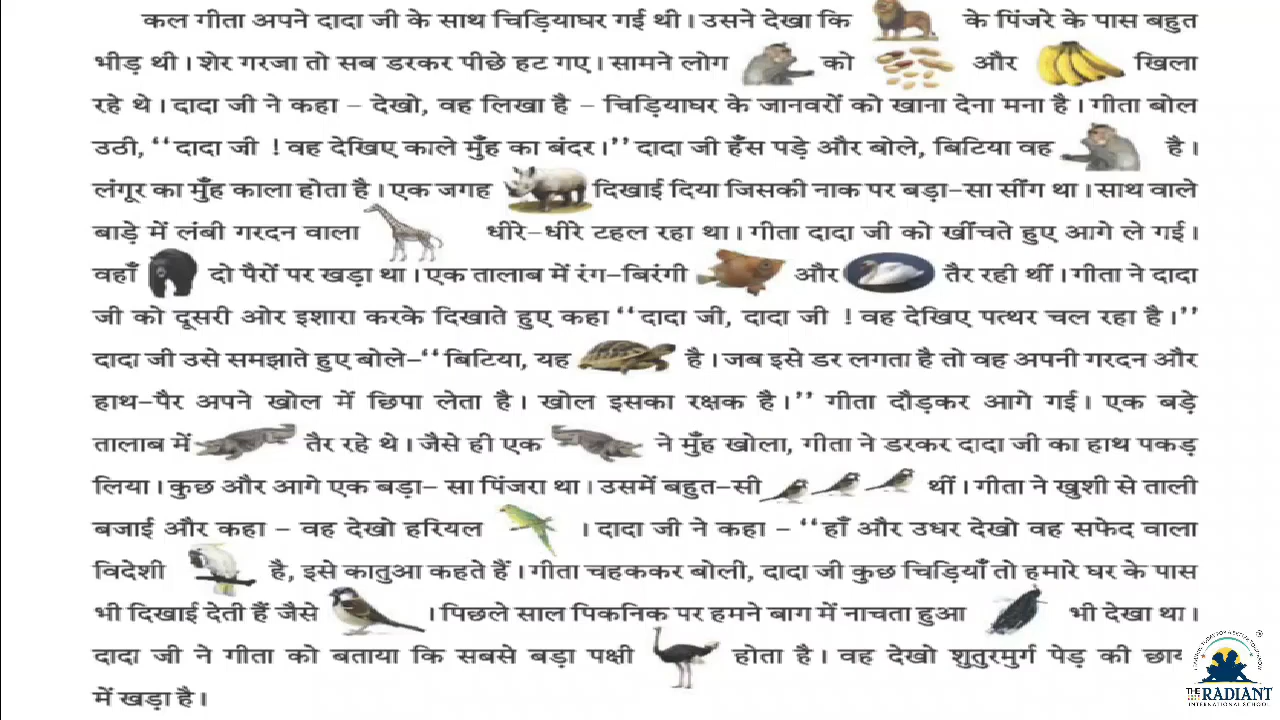 कल गीता अपने दादा जी के साथ चिड़ियाघर गई थी। उसने देखा कि के पिंजरे के पास बहुत
भीड़ थी। शेर गरजा तो सब डरकर पीछे हट गए। सामने लोग को और खिला
रहे थे। दादा जी ने कहा – देखो, वह लिखा है – चिड़ियाघर के जानवरों को खाना देना मना है। गीता बोल
उठी, ‘‘दादा जी ! वह देखिए काले मुँह का बंदर।’’ दादा जी हँस पड़े और बोले, बिटिया वह है।
लंगूर का मुँह काला होता है। एक जगह दिखाई दिया जिसकी नाक पर बड़ा–सा सींग था। साथ वाले
बाड़े में लंबी गरदन वाला धीरे–धीरे टहल रहा था। गीता दादा जी को खींचते हुए आगे ले गई।
वहाँ दो पैरों पर खड़ा था। एक तालाब में रंग–बिरंगी और तैर रही थीं। गीता ने दादा
जी को दूसरी ओर इशारा करके दिखाते हुए कहा ‘‘दादा जी, दादा जी ! वह देखिए पत्थर चल रहा है।’’
दादा जी उसे समझाते हुए बोले–‘‘बिटिया, यह है। जब इसे डर लगता है तो वह अपनी गरदन और
हाथ–पैर अपने खोल में छिपा लेता है। खोल इसका रक्षक है।’’ गीता दौड़कर आगे गई। एक बड़े
तालाब में तैर रहे थे। जैसे ही एक ने मुँह खोला, गीता ने डरकर दादा जी का हाथ पकड़
लिया। कुछ और आगे एक बड़ा– सा पिंजरा था। उसमें बहुत–सी थीं। गीता ने खुशी से ताली
बजाई और कहा – वह देखो हरियल । दादा जी ने कहा – ‘‘हाँ और उधर देखो वह सफेद वाला
विदेशी है, इसे कातुआ कहते हैं। गीता चहककर बोली, दादा जी कुछ चिड़ियाँ तो हमारे घर के पास
भी दिखाई देती हैं जैसे । पिछले साल पिकनिक पर हमने बाग में नाचता हुआ भी देखा था।
दादा जी ने गीता को बताया कि सबसे बड़ा पक्षी होता है। वह देखो शुतुरमुर्ग पेड़ की
में खड़ा है।
THE RADIANT
INTERNATIONAL SCHOOL